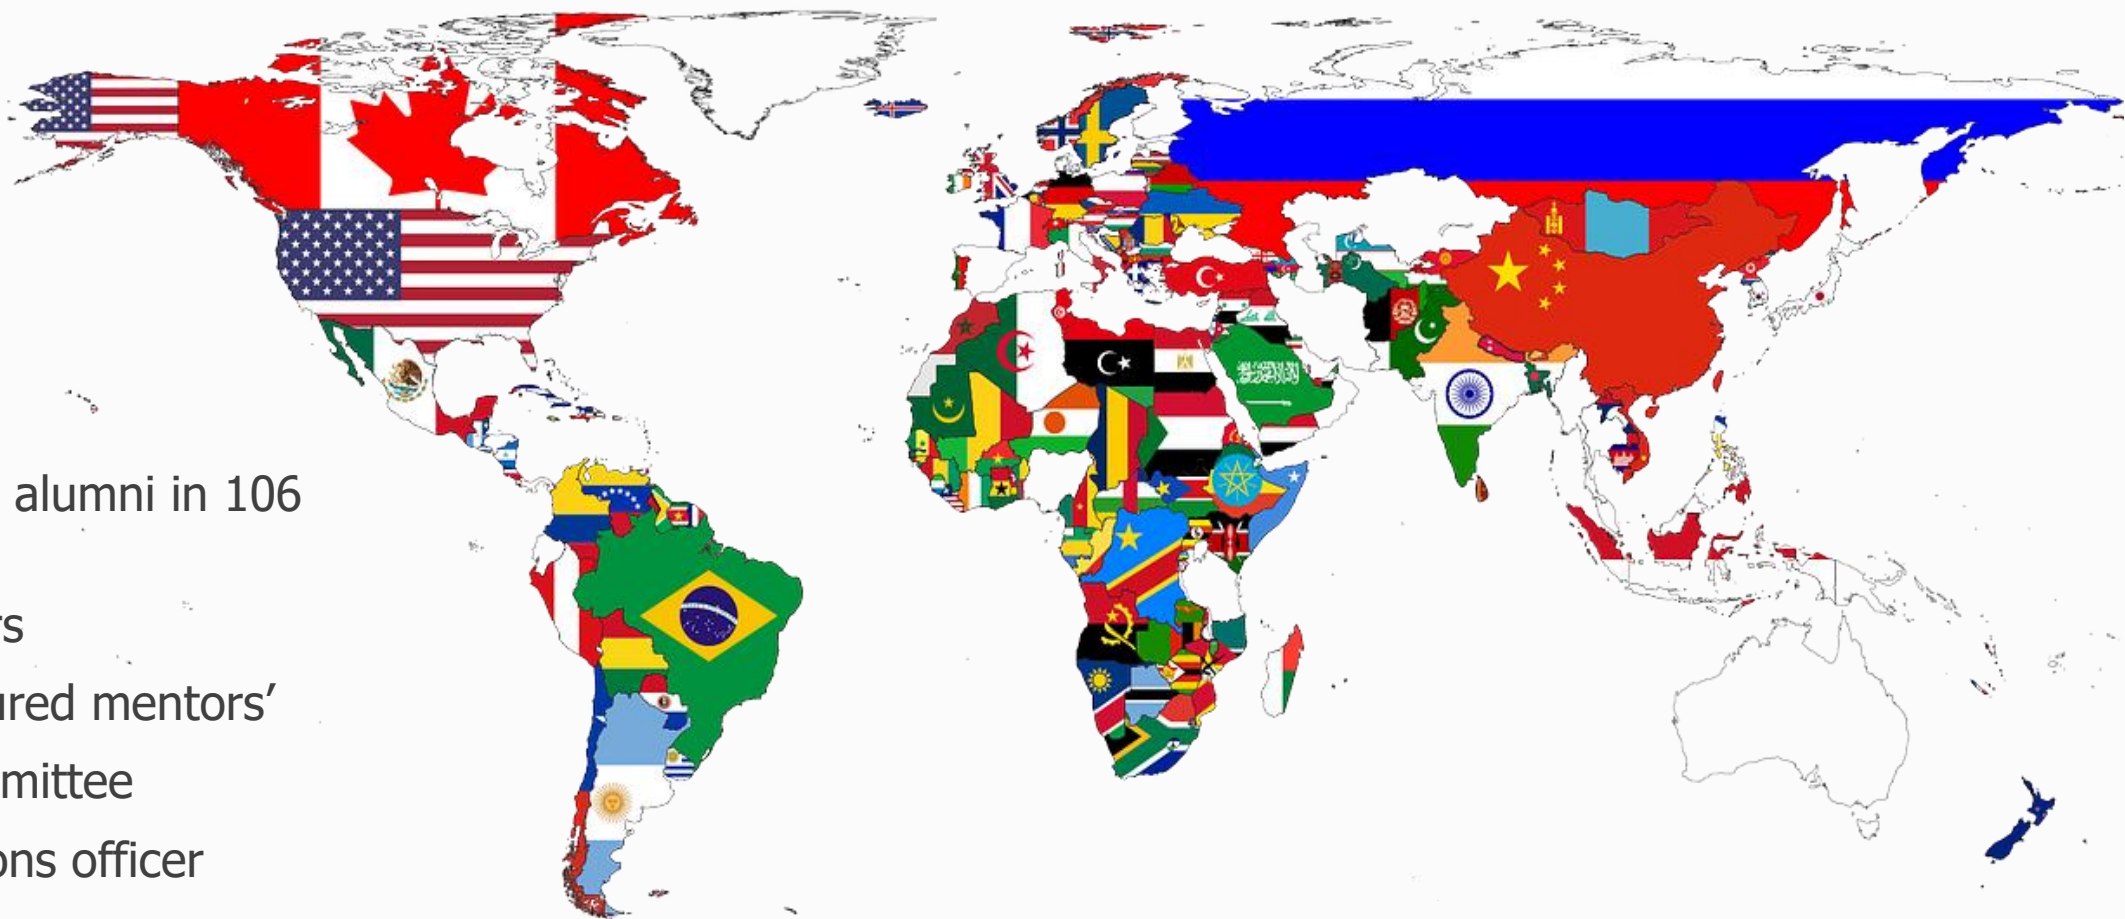 alumni in 106
rs
ured mentors’
mittee
ons officer